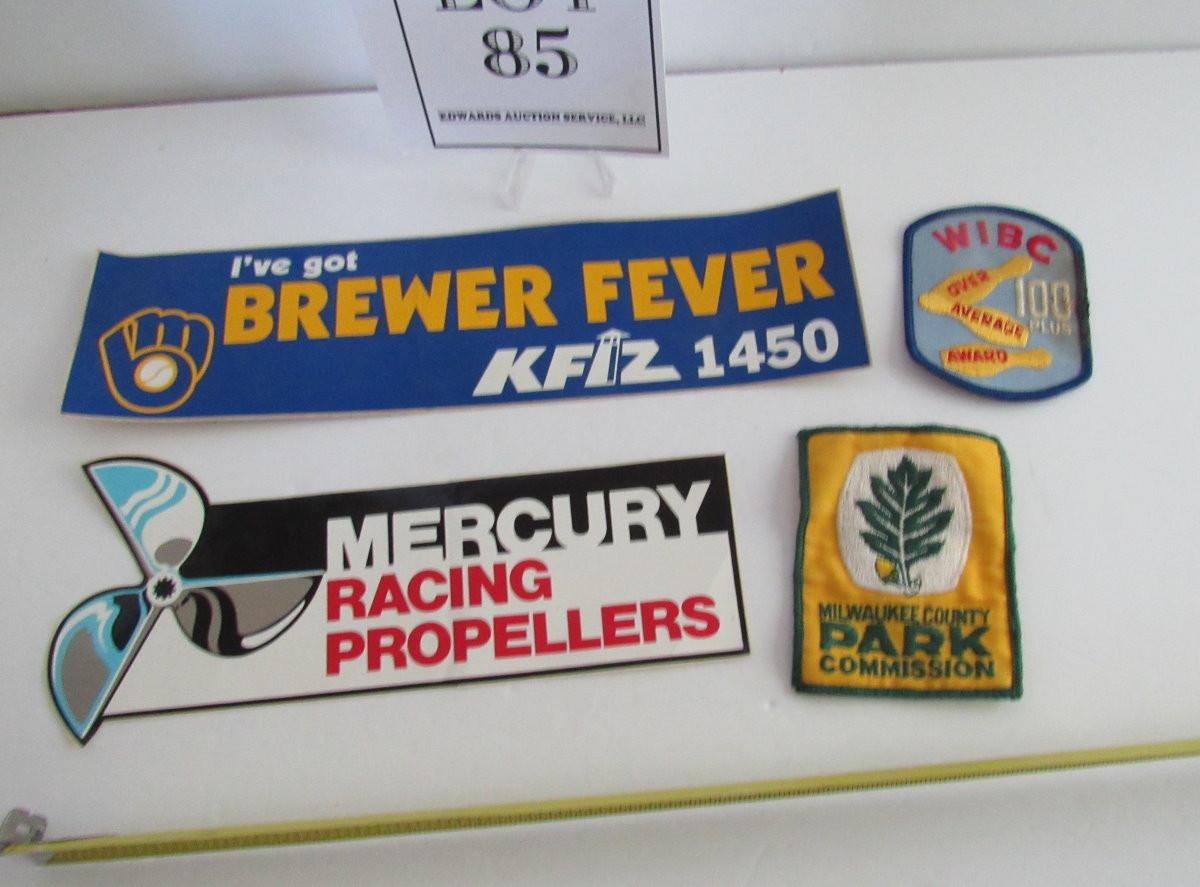 LOT
85
EDWARDS AUCTION SERVICE, LLC
I've got
BREWER FEVER
KFIZ 1450
WIBC
OVER
100
AVERAGE
PLUS
AWARD
MERCURY
RACING
PROPELLERS
MILWAUKEE COUNTY
PARK
COMMISSION